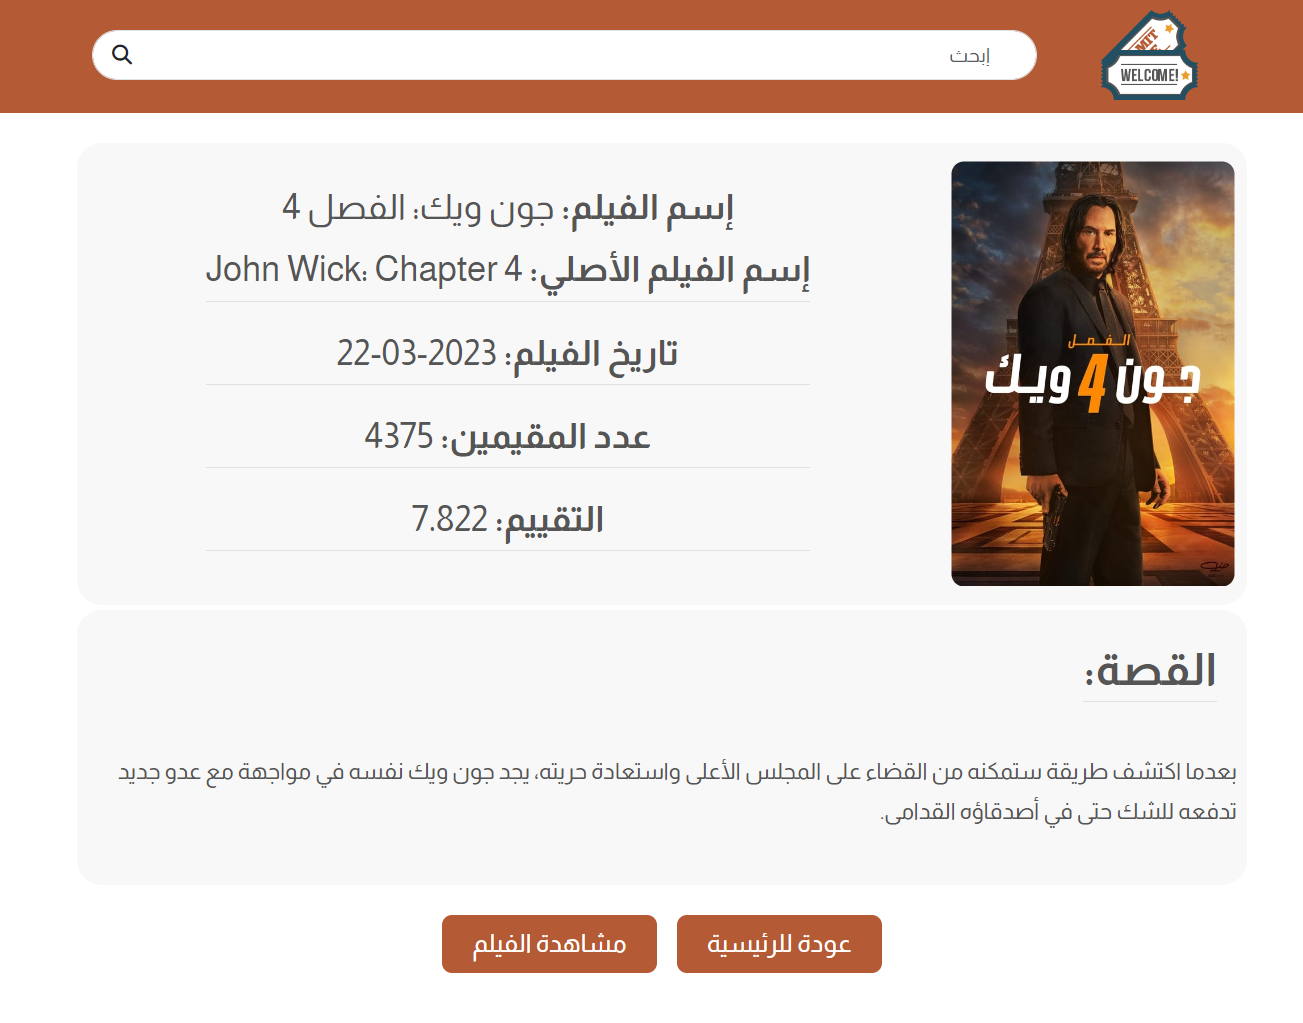 إبحث
MIT
WELCOME!
إسم الفيلم: جون ويك: الفصل 4
إسم الفيلم الأصلي: John Wick: Chapter 4
تاريخ الفيلم: 2023-03-22
عدد المقيمين: 4375
التقييم: 7.822
الفصل
جون 4 ويك
القصة:
بعدما اكتشف طريقة ستمكنه من القضاء على المجلس الأعلى واستعادة حريته، يجد جون ويك نفسه في مواجهة مع عدو جديد
تدفعه للشك حتى في أصدقاؤه القدامى.
عودة للرئيسية
مشاهدة الفيلم